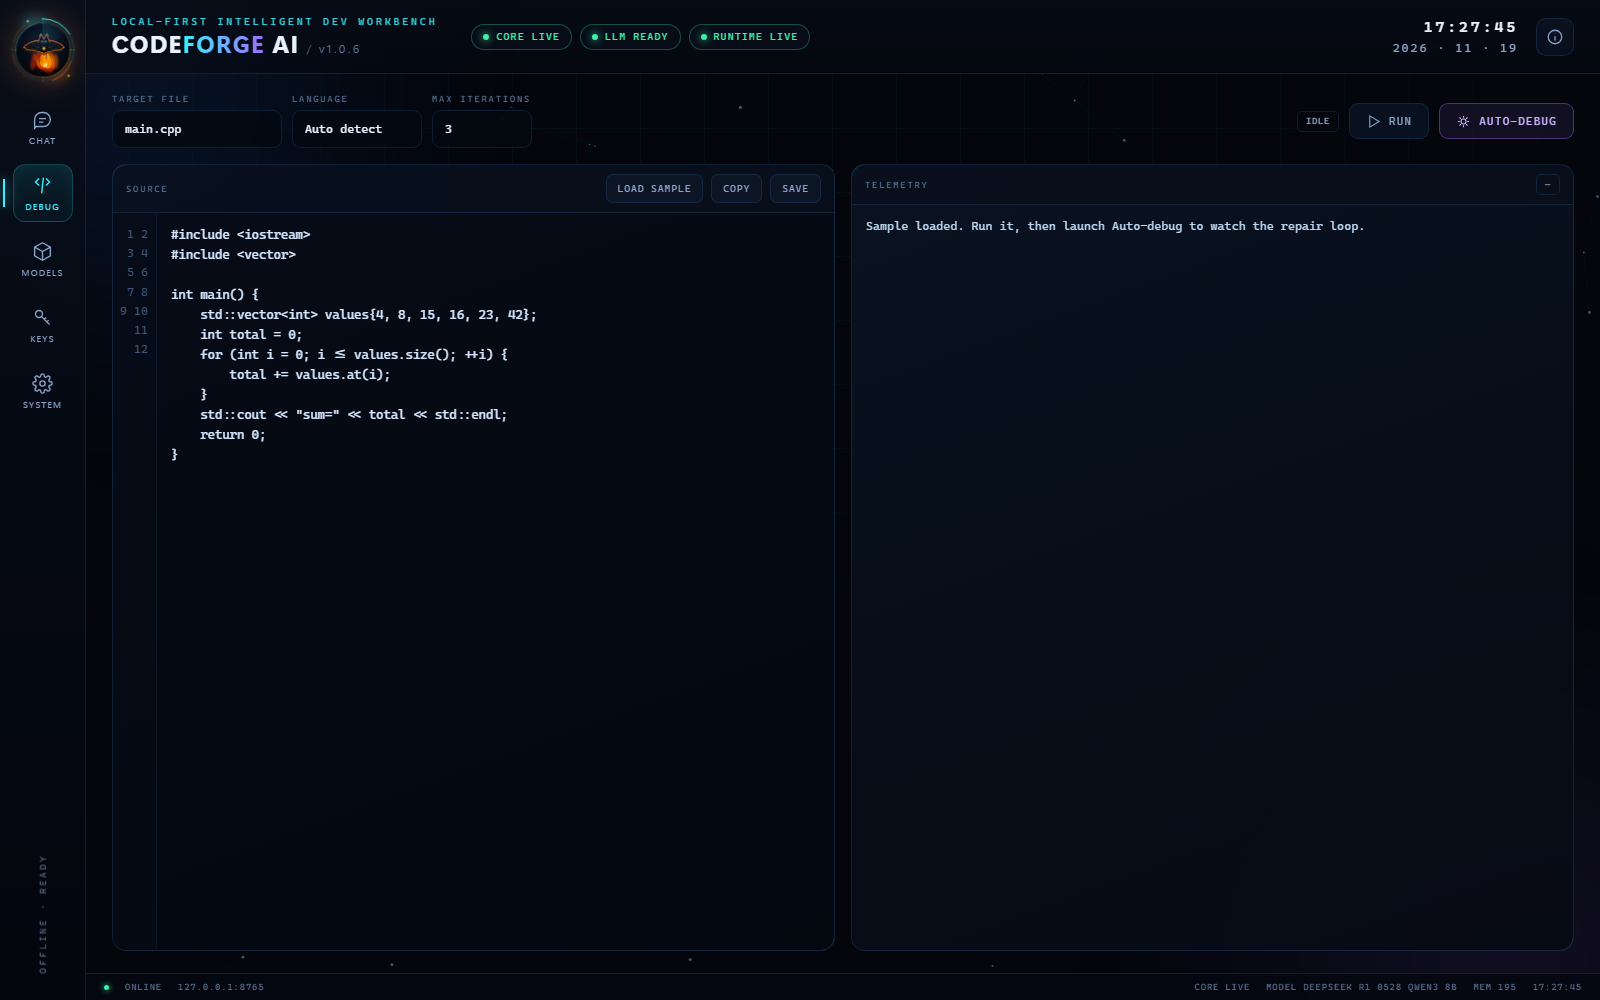 LOCAL-FIRST INTELLIGENT DEV WORKBENCH
CODEFORGE AI / v1.0.6
CORE LIVE
LLM READY
RUNTIME LIVE
17:27:45
2026 · 11 · 19
CHAT
DEBUG
MODELS
KEYS
SYSTEM
OFFLINE · READY
TARGET FILE
LANGUAGE
MAX ITERATIONS
main.cpp
Auto detect
3
IDLE
RUN
AUTO-DEBUG
SOURCE
LOAD SAMPLE
COPY
SAVE
1 2
3 4
5 6
7 8
9 10
11
12
#include <iostream>
#include <vector>
int main() {
    std::vector<int> values{4, 8, 15, 16, 23, 42};
    int total = 0;
    for (int i = 0; i <= values.size(); ++i) {
        total += values.at(i);
    }
    std::cout << "sum=" << total << std::endl;
    return 0;
}
TELEMETRY
–
Sample loaded. Run it, then launch Auto-debug to watch the repair loop.
ONLINE
127.0.0.1:8765
CORE LIVE
MODEL DEEPSEEK R1 0528 QWEN3 8B
MEM 195
17:27:45